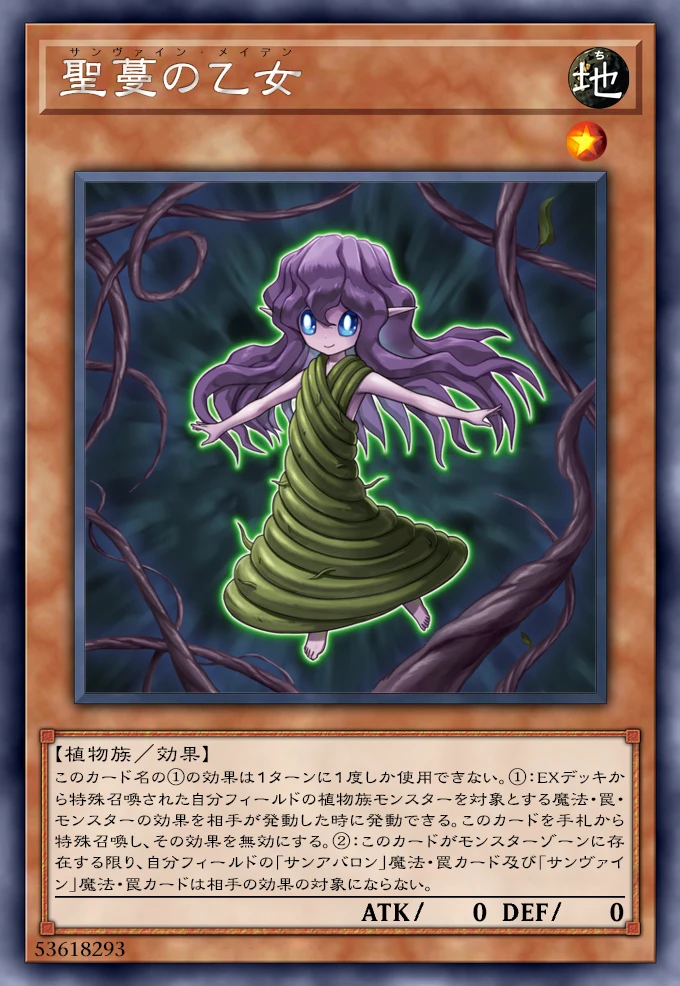 サンヴァイン・メイデン
聖蔓の乙女
ち
地
【植物族／効果】
このカード名の①の効果は１ターンに１度しか使用できない。①：EXデッキか
ら特殊召喚された自分フィールドの植物族モンスターを対象とする魔法・罠・
モンスターの効果を相手が発動した時に発動できる。このカードを手札から
特殊召喚し、その効果を無効にする。②：このカードがモンスターゾーンに存
在する限り、自分フィールドの「サンアバロン」魔法・罠カード及び「サンヴァイ
ン」魔法・罠カードは相手の効果の対象にならない。
ATK/ 0 DEF/ 0
53618293